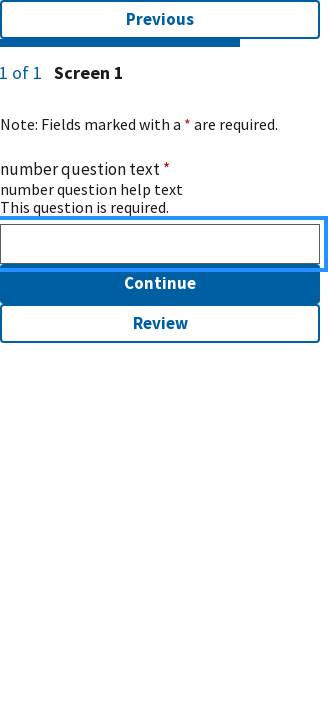 Previous
1 of 1 Screen 1
Note: Fields marked with a * are required.
number question text *
number question help text
This question is required.
Continue
Review